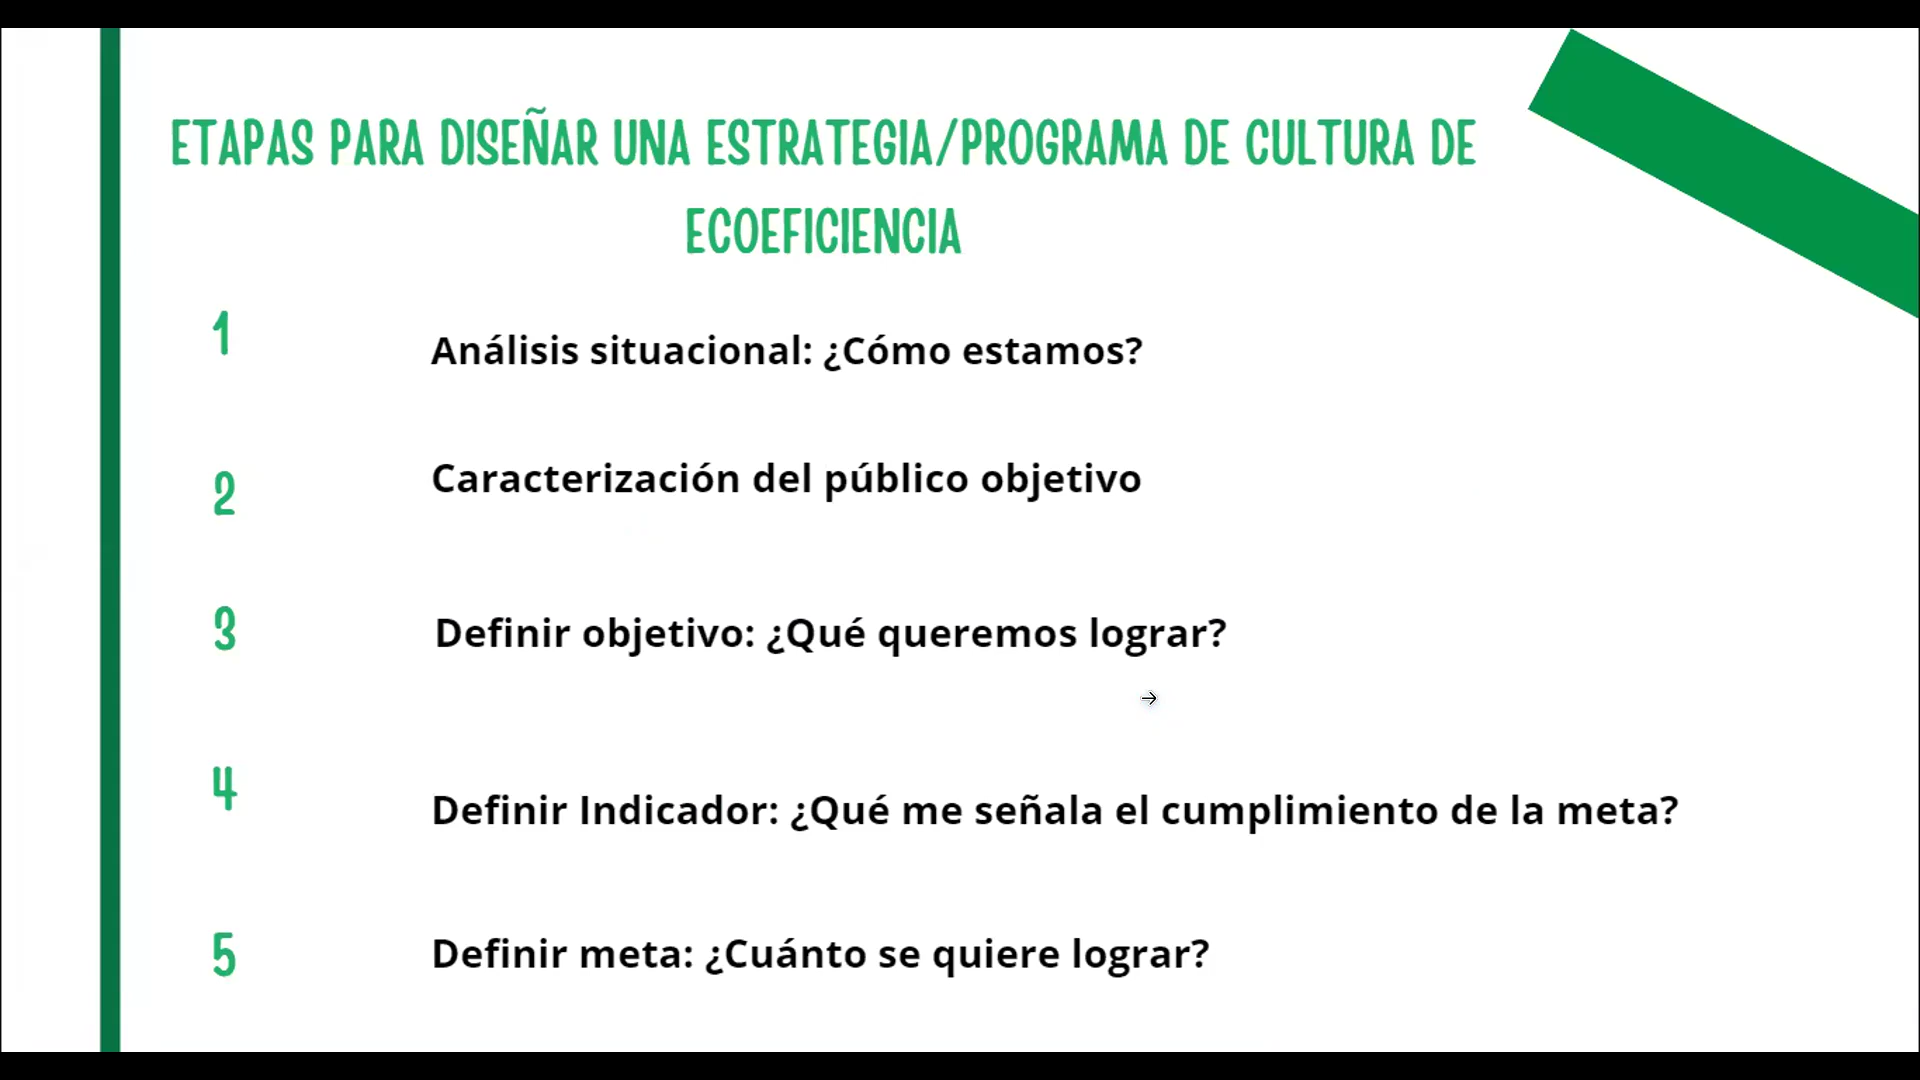 ETAPAS PARA DISEÑAR UNA ESTRATEGIA/PROGRAMA DE CULTURA DE
ECOEFICIENCIA
1
Análisis situacional: ¿Cómo estamos?
2
Caracterización del público objetivo
3
Definir objetivo: ¿Qué queremos lograr?
4
Definir Indicador: ¿Qué me señala el cumplimiento de la meta?
5
Definir meta: ¿Cuánto se quiere lograr?